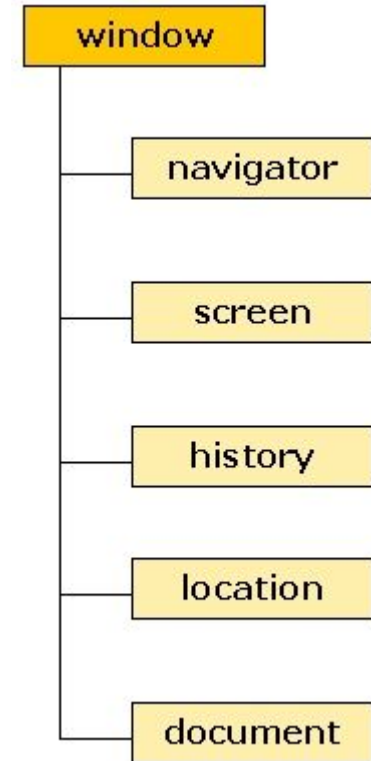 window
navigator
screen
history
location
document